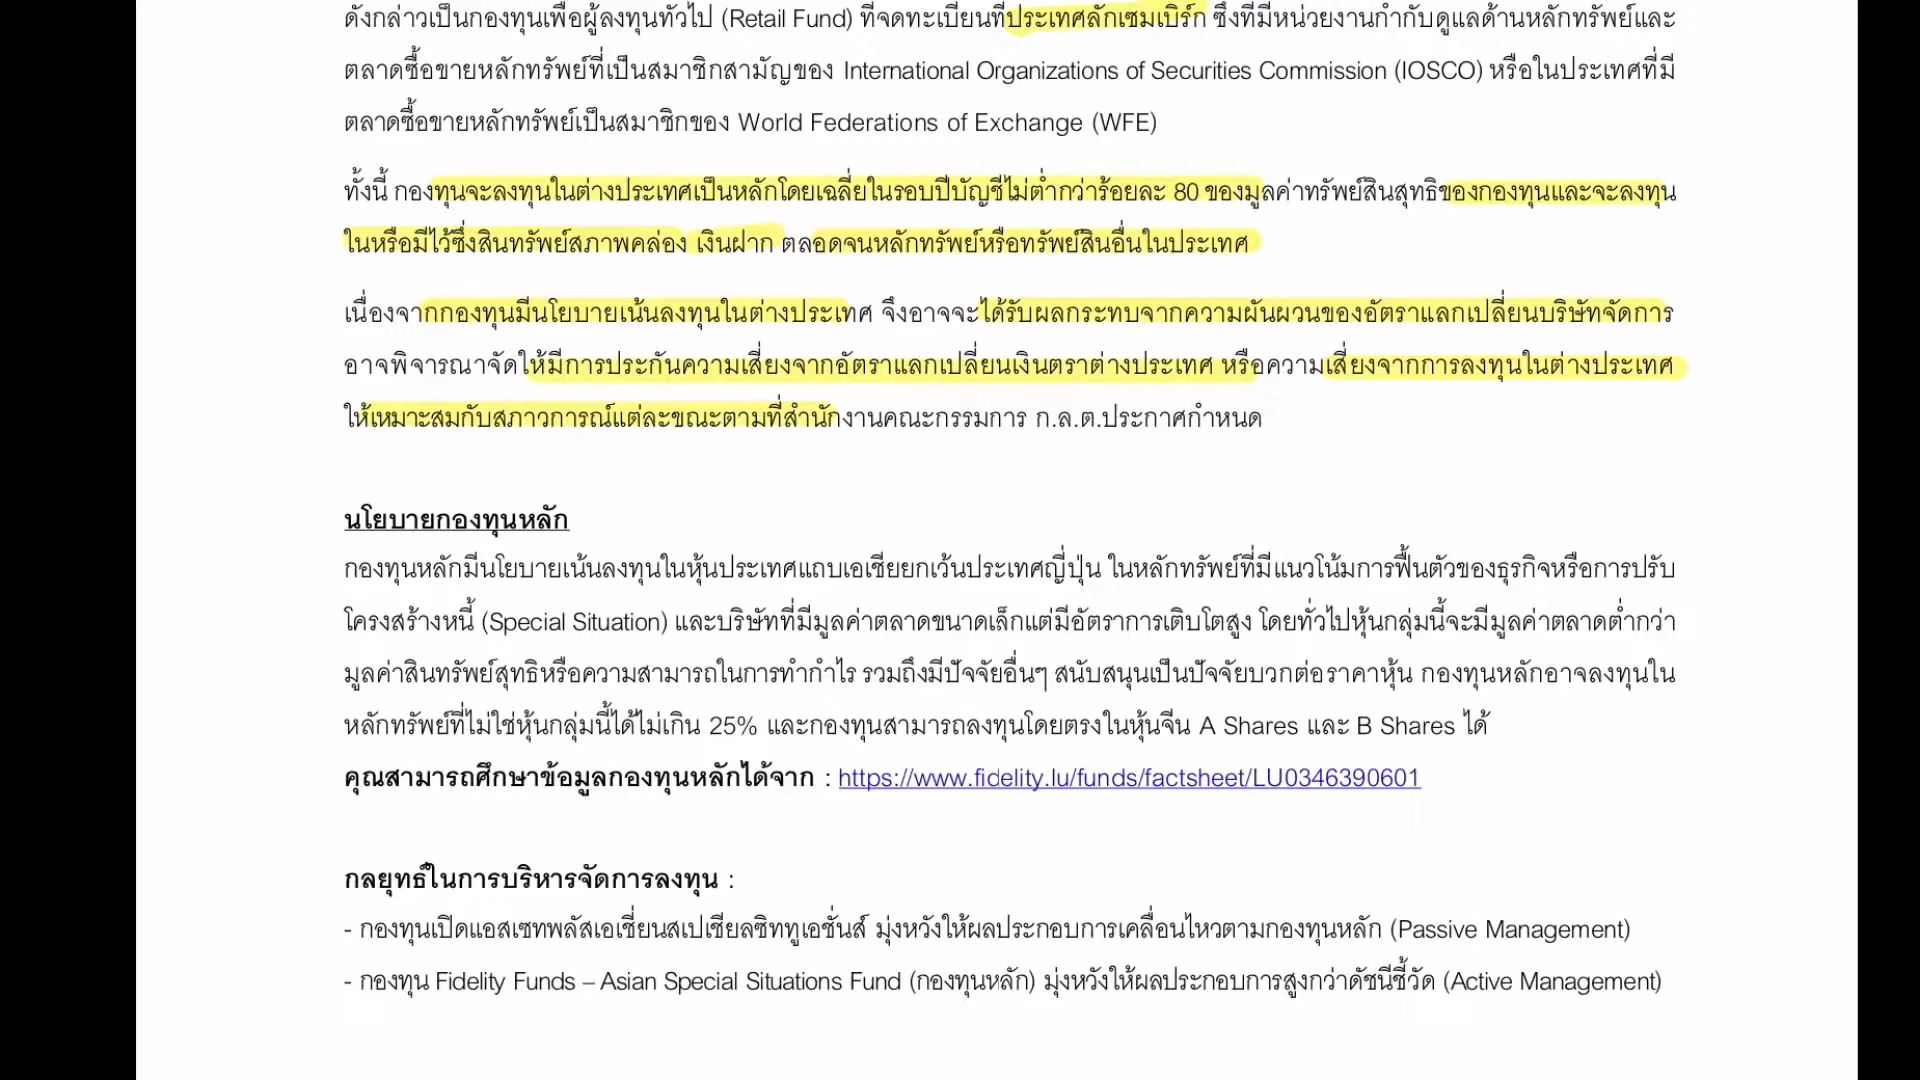 ดังกล่าวเป็นกองทุนเพื่อผู้ลงทุนทั่วไป (Retail Fund) ที่จดทะเบียนที่ประเทศลักเซมเบิร์ก ซึ่งที่มีหน่วยงานกำกับดูแลด้านหลักทรัพย์และ
ตลาดซื้อขายหลักทรัพย์ที่เป็นสมาชิกสามัญของ International Organizations of Securities Commission (IOSCO) หรือในประเทศที่มี
ตลาดซื้อขายหลักทรัพย์เป็นสมาชิกของ World Federations of Exchange (WFE)
ทั้งนี้ กองทุนจะลงทุนในต่างประเทศเป็นหลักโดยเฉลี่ยในรอบปีบัญชีไม่ต่ำกว่าร้อยละ 80 ของมูลค่าทรัพย์สินสุทธิของกองทุนและจะลงทุน
ในหรือมีไว้ซึ่งสินทรัพย์สภาพคล่อง เงินฝาก ตลอดจนหลักทรัพย์หรือทรัพย์สินอื่นในประเทศ
เนื่องจากกองทุนมีนโยบายเน้นลงทุนในต่างประเทศ จึงอาจจะได้รับผลกระทบจากความผันผวนของอัตราแลกเปลี่ยนบริษัทจัดการ
อาจพิจารณาจัดให้มีการประกันความเสี่ยงจากอัตราแลกเปลี่ยนเงินตราต่างประเทศ หรือความเสี่ยงจากการลงทุนในต่างประเทศ
ให้เหมาะสมกับสภาวการณ์แต่ละขณะตามที่สำนักงานคณะกรรมการ ก.ล.ต.ประกาศกำหนด
นโยบายกองทุนหลัก
กองทุนหลักมีนโยบายเน้นลงทุนในหุ้นประเทศแถบเอเชียยกเว้นประเทศญี่ปุ่น ในหลักทรัพย์ที่มีแนวโน้มการฟื้นตัวของธุรกิจหรือการปรับ
โครงสร้างหนี้ (Special Situation) และบริษัทที่มีมูลค่าตลาดขนาดเล็กแต่มีอัตราการเติบโตสูง โดยทั่วไปหุ้นกลุ่มนี้จะมีมูลค่าตลาดต่ำกว่า
มูลค่าสินทรัพย์สุทธิหรือความสามารถในการทำกำไร รวมถึงมีปัจจัยอื่นๆ สนับสนุนเป็นปัจจัยบวกต่อราคาหุ้น กองทุนหลักอาจลงทุนใน
หลักทรัพย์ที่ไม่ใช่หุ้นกลุ่มนี้ได้ไม่เกิน 25% และกองทุนสามารถลงทุนโดยตรงในหุ้นจีน A Shares และ B Shares ได้
คุณสามารถศึกษาข้อมูลกองทุนหลักได้จาก : https://www.fidelity.lu/funds/factsheet/LU0346390601
กลยุทธ์ในการบริหารจัดการลงทุน :
- กองทุนเปิดแอสเซทพลัสเอเชี่ยนสเปเชียลซิททูเอชั่นส์ มุ่งหวังให้ผลประกอบการเคลื่อนไหวตามกองทุนหลัก (Passive Management)
- กองทุน Fidelity Funds – Asian Special Situations Fund (กองทุนหลัก) มุ่งหวังให้ผลประกอบการสูงกว่าดัชนีชี้วัด (Active Management)